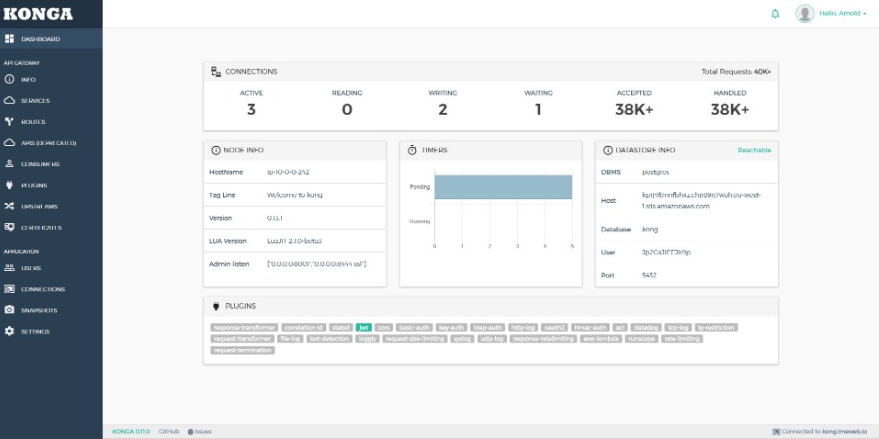 KONGA
Hello, Arnold
DASHBOARD
API GATEWAY
INFO
SERVICES
ROUTES
APIS (DEPRECATED)
CONSUMERS
PLUGINS
UPSTREAMS
CERTIFICATES
APPLICATION
USERS
CONNECTIONS
SNAPSHOTS
SETTINGS
CONNECTIONS Total Requests: 40K+
ACTIVE READING WRITING WAITING ACCEPTED HANDLED
3 0 2 1 38K+ 38K+
NODE INFO
HostName ip-10-0-0-242
Tag Line Welcome to kong
Version 0.13.1
LUA Version LuaJIT 2.1.0-beta3
Admin listen ["0.0.0.0:8001","0.0.0.0:8444 ssl"]
TIMERS
Pending
Running
0 1 2 3 4 5
DATASTORE INFO Reachable
DBMS postgres
Host
1.rds.amazonaws.com
Database kong
User
Port 5432
PLUGINS
response-transformer correlation-id statsd jwt cors basic-auth key-auth ldap-auth http-log oauth2 hmac-auth acl datadog tcp-log ip-restriction
request-transformer file-log bot-detection loggly request-size-limiting syslog udp-log response-ratelimiting aws-lambda runscope rate-limiting
request-termination
KONGA 0.11.0 GitHub Issues
Connected to kong.imeweb.io